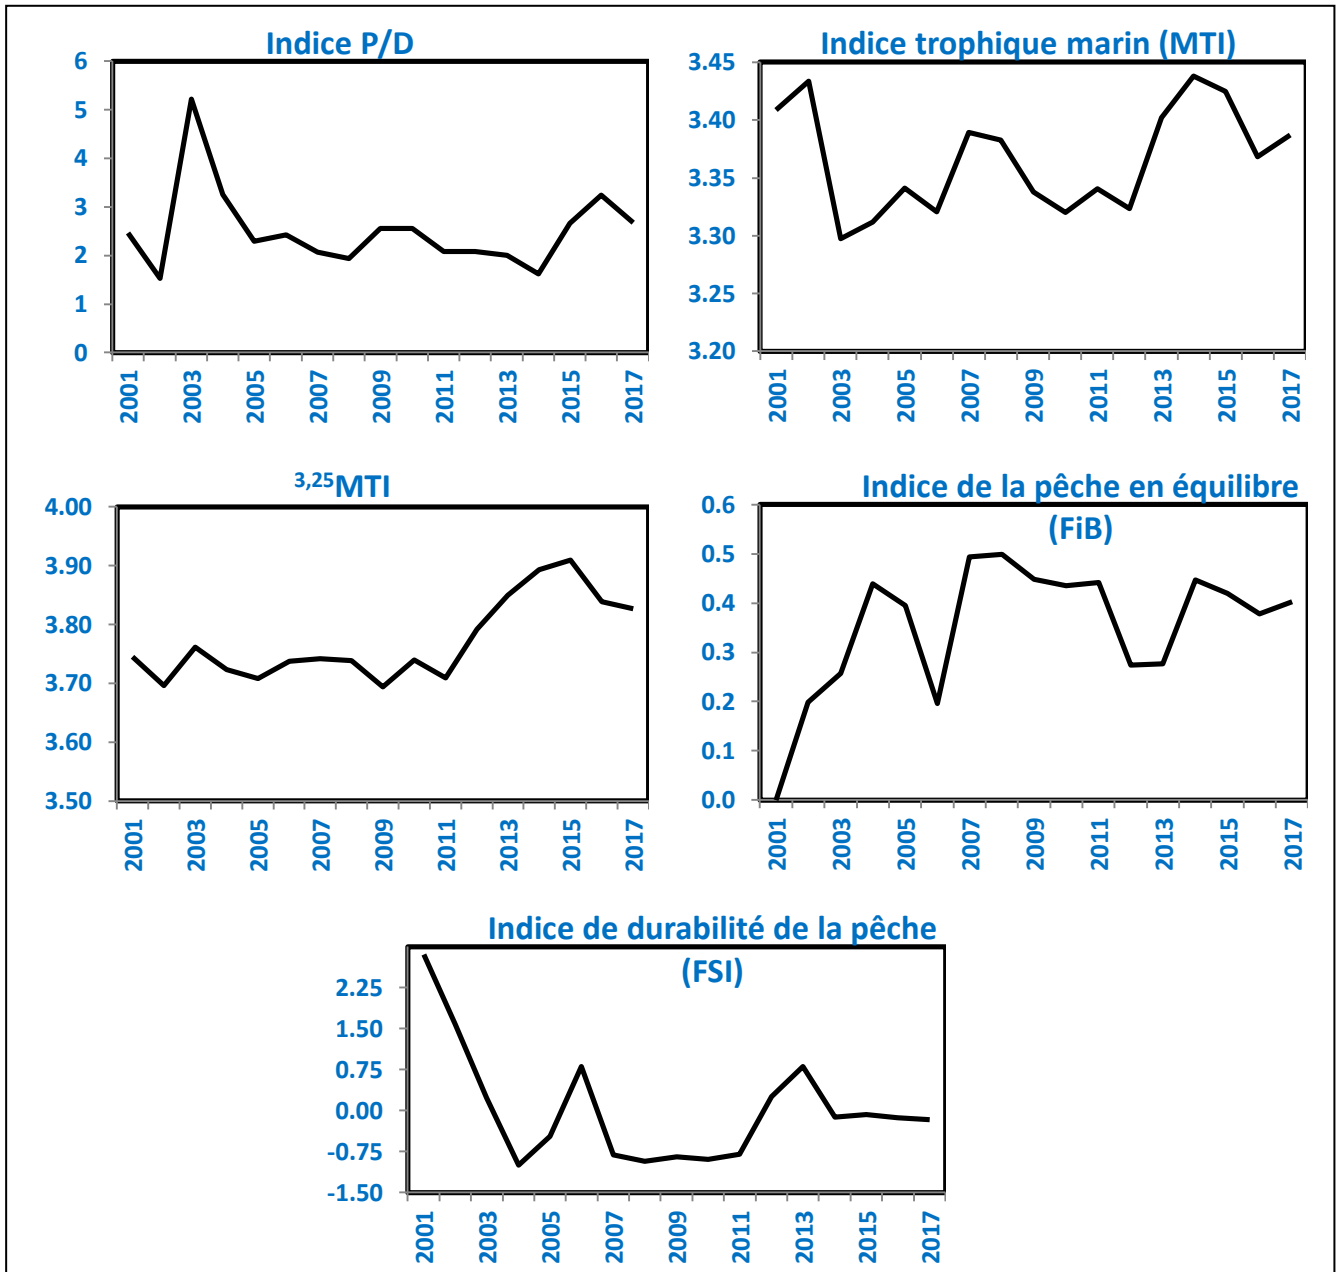 Indice P/D
6
5
4
3
2
1
0
2001 2003 2005 2007 2009 2011 2013 2015 2017
Indice trophique marin (MTI)
3.45
3.40
3.35
3.30
3.25
3.20
2001 2003 2005 2007 2009 2011 2013 2015 2017
3,25MTI
4.00
3.90
3.80
3.70
3.60
3.50
2001 2003 2005 2007 2009 2011 2013 2015 2017
Indice de la pêche en équilibre
(FiB)
0.6
0.5
0.4
0.3
0.2
0.1
0.0
2001 2003 2005 2007 2009 2011 2013 2015 2017
Indice de durabilité de la pêche
(FSI)
2.25
1.50
0.75
0.00
-0.75
-1.50
2001 2003 2005 2007 2009 2011 2013 2015 2017